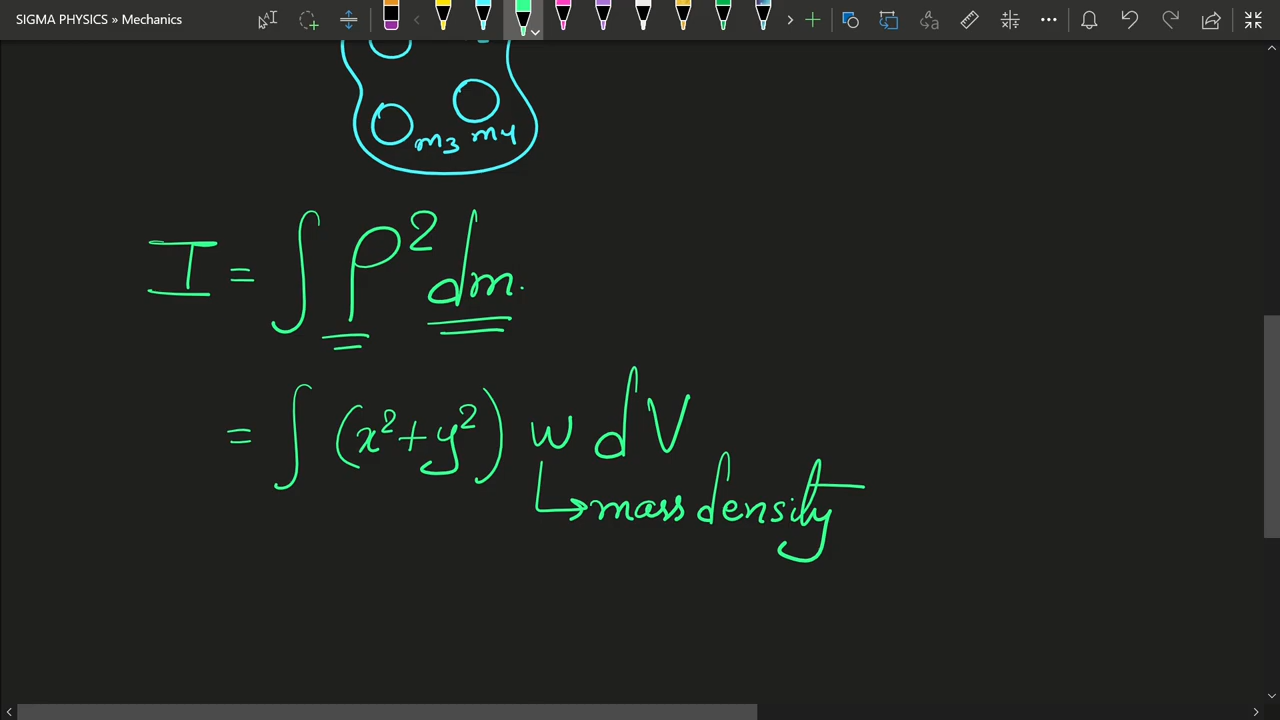 SIGMA PHYSICS » Mechanics
m3 m4
I = ∫ ρ² dm.
= ∫ (x²+y²) w dV
↳ mass density